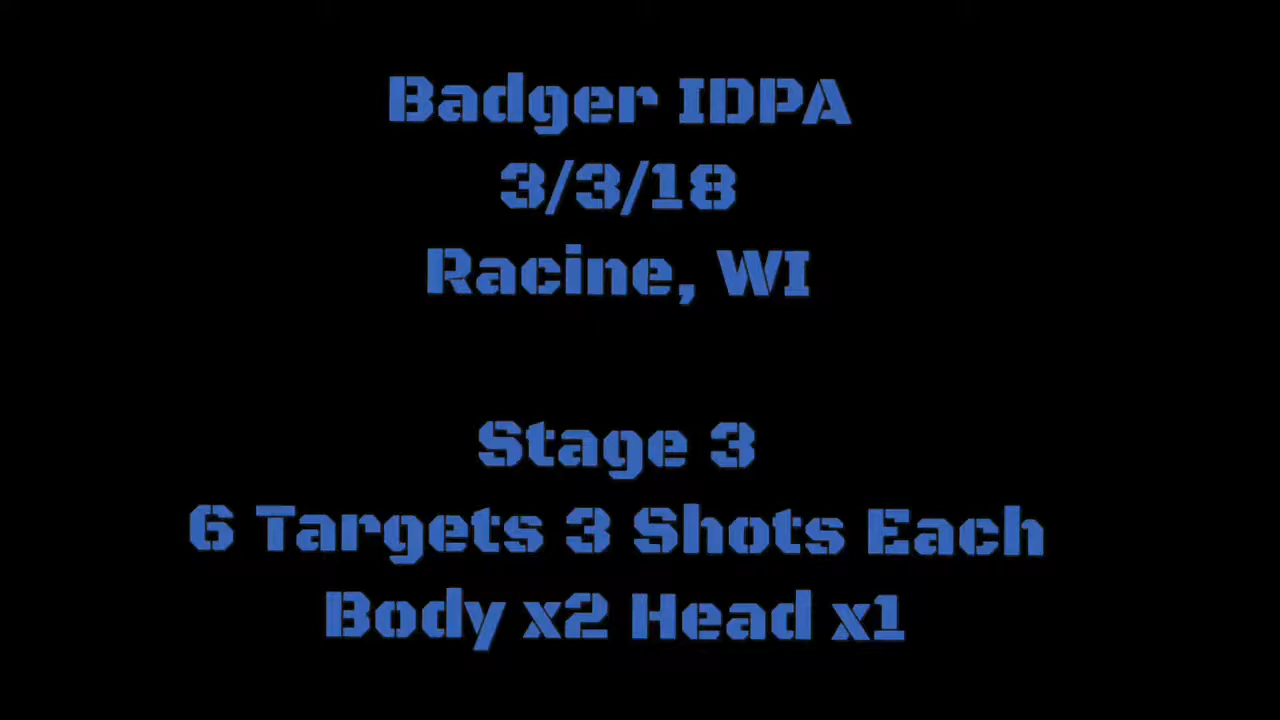 Badger IDPA
3/3/18
Racine, WI
Stage 3
6 Targets 3 Shots Each
Body x2 Head x1